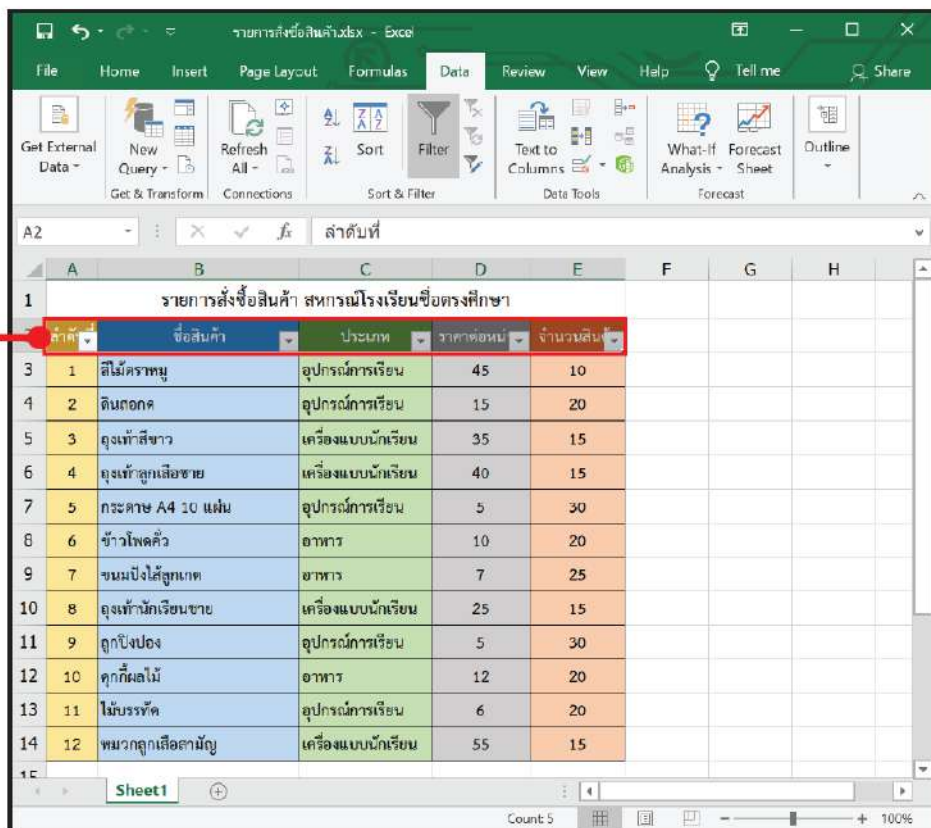 รายการสั่งซื้อสินค้า.xlsx - Excel
File Home Insert Page Layout Formulas Data Review View Help Tell me Share
Get External Data
New Query
Get & Transform
Refresh All
Connections
Sort
Filter
Sort & Filter
Text to Columns
Data Tools
What-If Analysis
Forecast Sheet
Forecast
Outline
A2 fx ลำดับที่
A B C D E F G H
1 รายการสั่งซื้อสินค้า สหกรณ์โรงเรียนซื่อตรงศึกษา
ลำดับที่ ชื่อสินค้า ประเภท ราคาต่อหน่ จำนวนสินค้
3 1 สีไม้ตราหมู อุปกรณ์การเรียน 45 10
4 2 ดินสอกด อุปกรณ์การเรียน 15 20
5 3 ถุงเท้าสีขาว เครื่องแบบนักเรียน 35 15
6 4 ถุงเท้าลูกเสือชาย เครื่องแบบนักเรียน 40 15
7 5 กระดาษ A4 10 แผ่น อุปกรณ์การเรียน 5 30
8 6 ข้าวโพดคั่ว อาหาร 10 20
9 7 ขนมปังไส้ลูกเกด อาหาร 7 25
10 8 ถุงเท้านักเรียนชาย เครื่องแบบนักเรียน 25 15
11 9 ลูกปิงปอง อุปกรณ์การเรียน 5 30
12 10 คุกกี้ผลไม้ อาหาร 12 20
13 11 ไม้บรรทัด อุปกรณ์การเรียน 6 20
14 12 หมวกลูกเสือสามัญ เครื่องแบบนักเรียน 55 15
15
Sheet1
Count: 5 100%